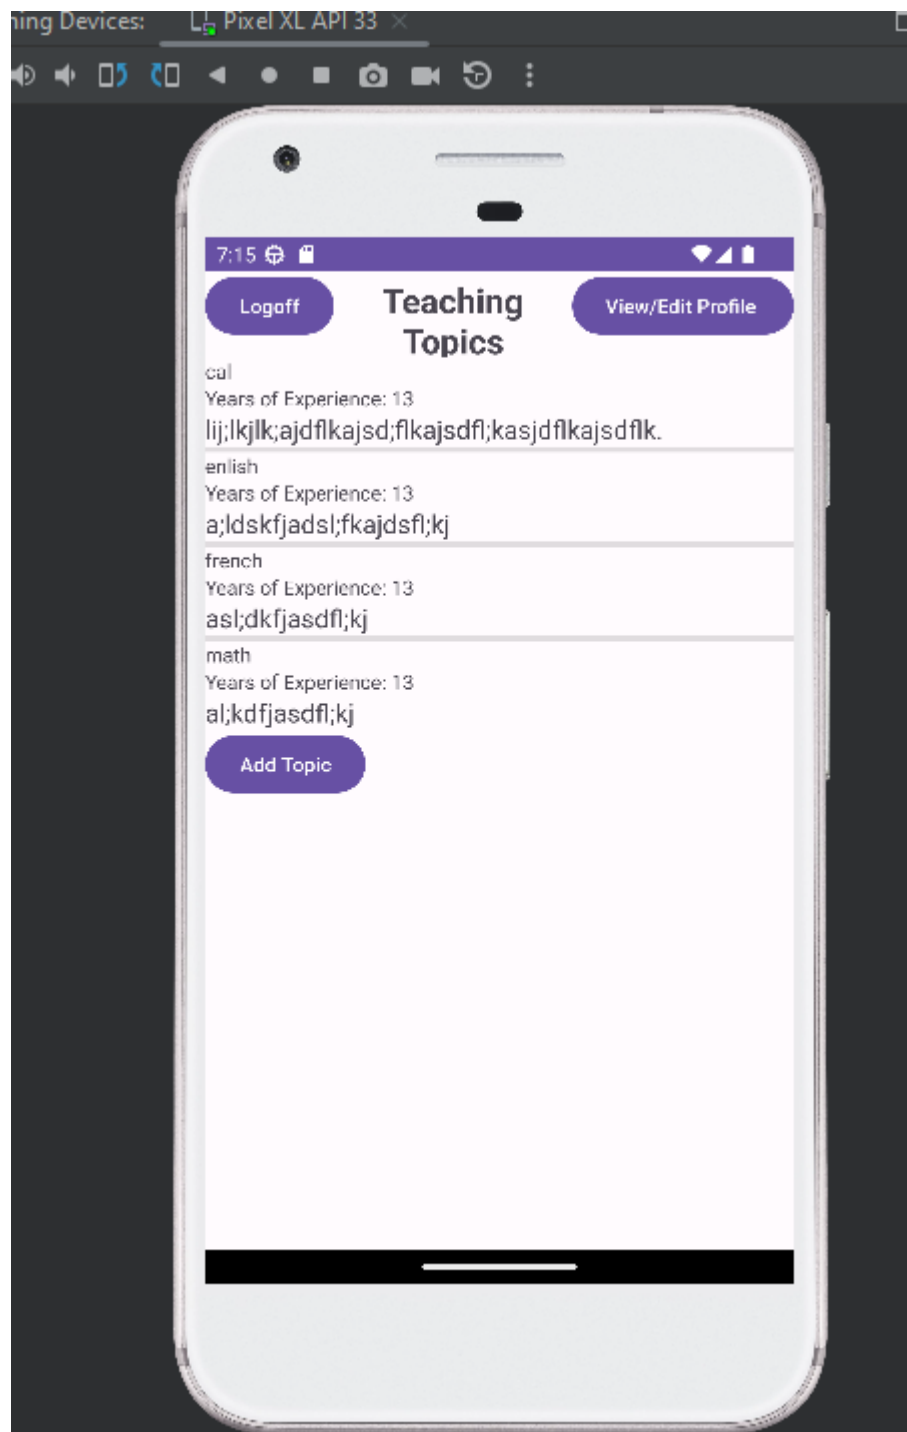 ning Devices:
Pixel XL API 33
7:15
Logoff
Teaching
Topics
View/Edit Profile
cal
Years of Experience: 13
lij;lkjlk;ajdflkajsd;flkajsdfl;kasjdflkajsdflk.
enlish
Years of Experience: 13
a;ldskfjadsl;fkajdsfl;kj
french
Years of Experience: 13
asl;dkfjasdfl;kj
math
Years of Experience: 13
al;kdfjasdfl;kj
Add Topic